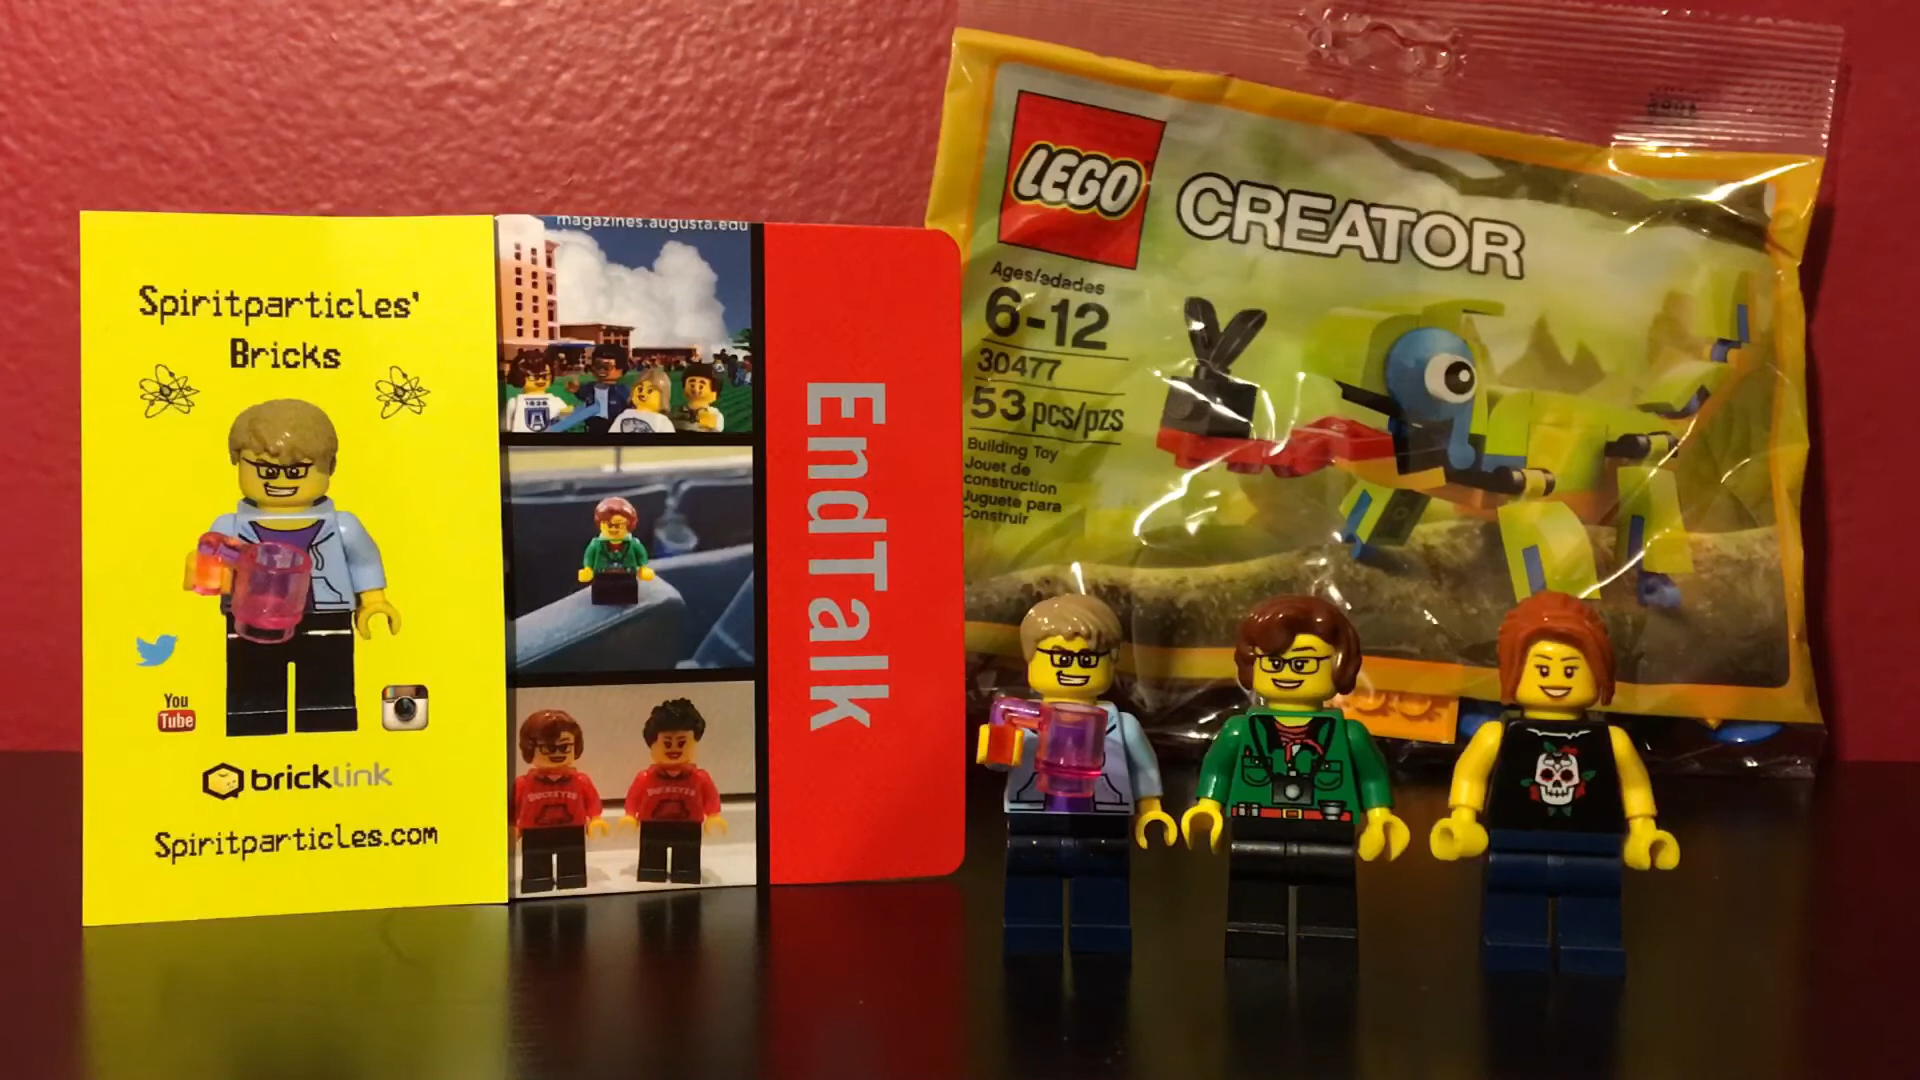 Spiritparticles'
Bricks
You
Tube
bricklink
Spiritparticles.com
magazines.augusta.edu
EndTalk
LEGO
CREATOR
Ages/edades
6-12
30477
53 pcs/pzs
Building Toy
Jouet de
construction
Juguete para
Construir